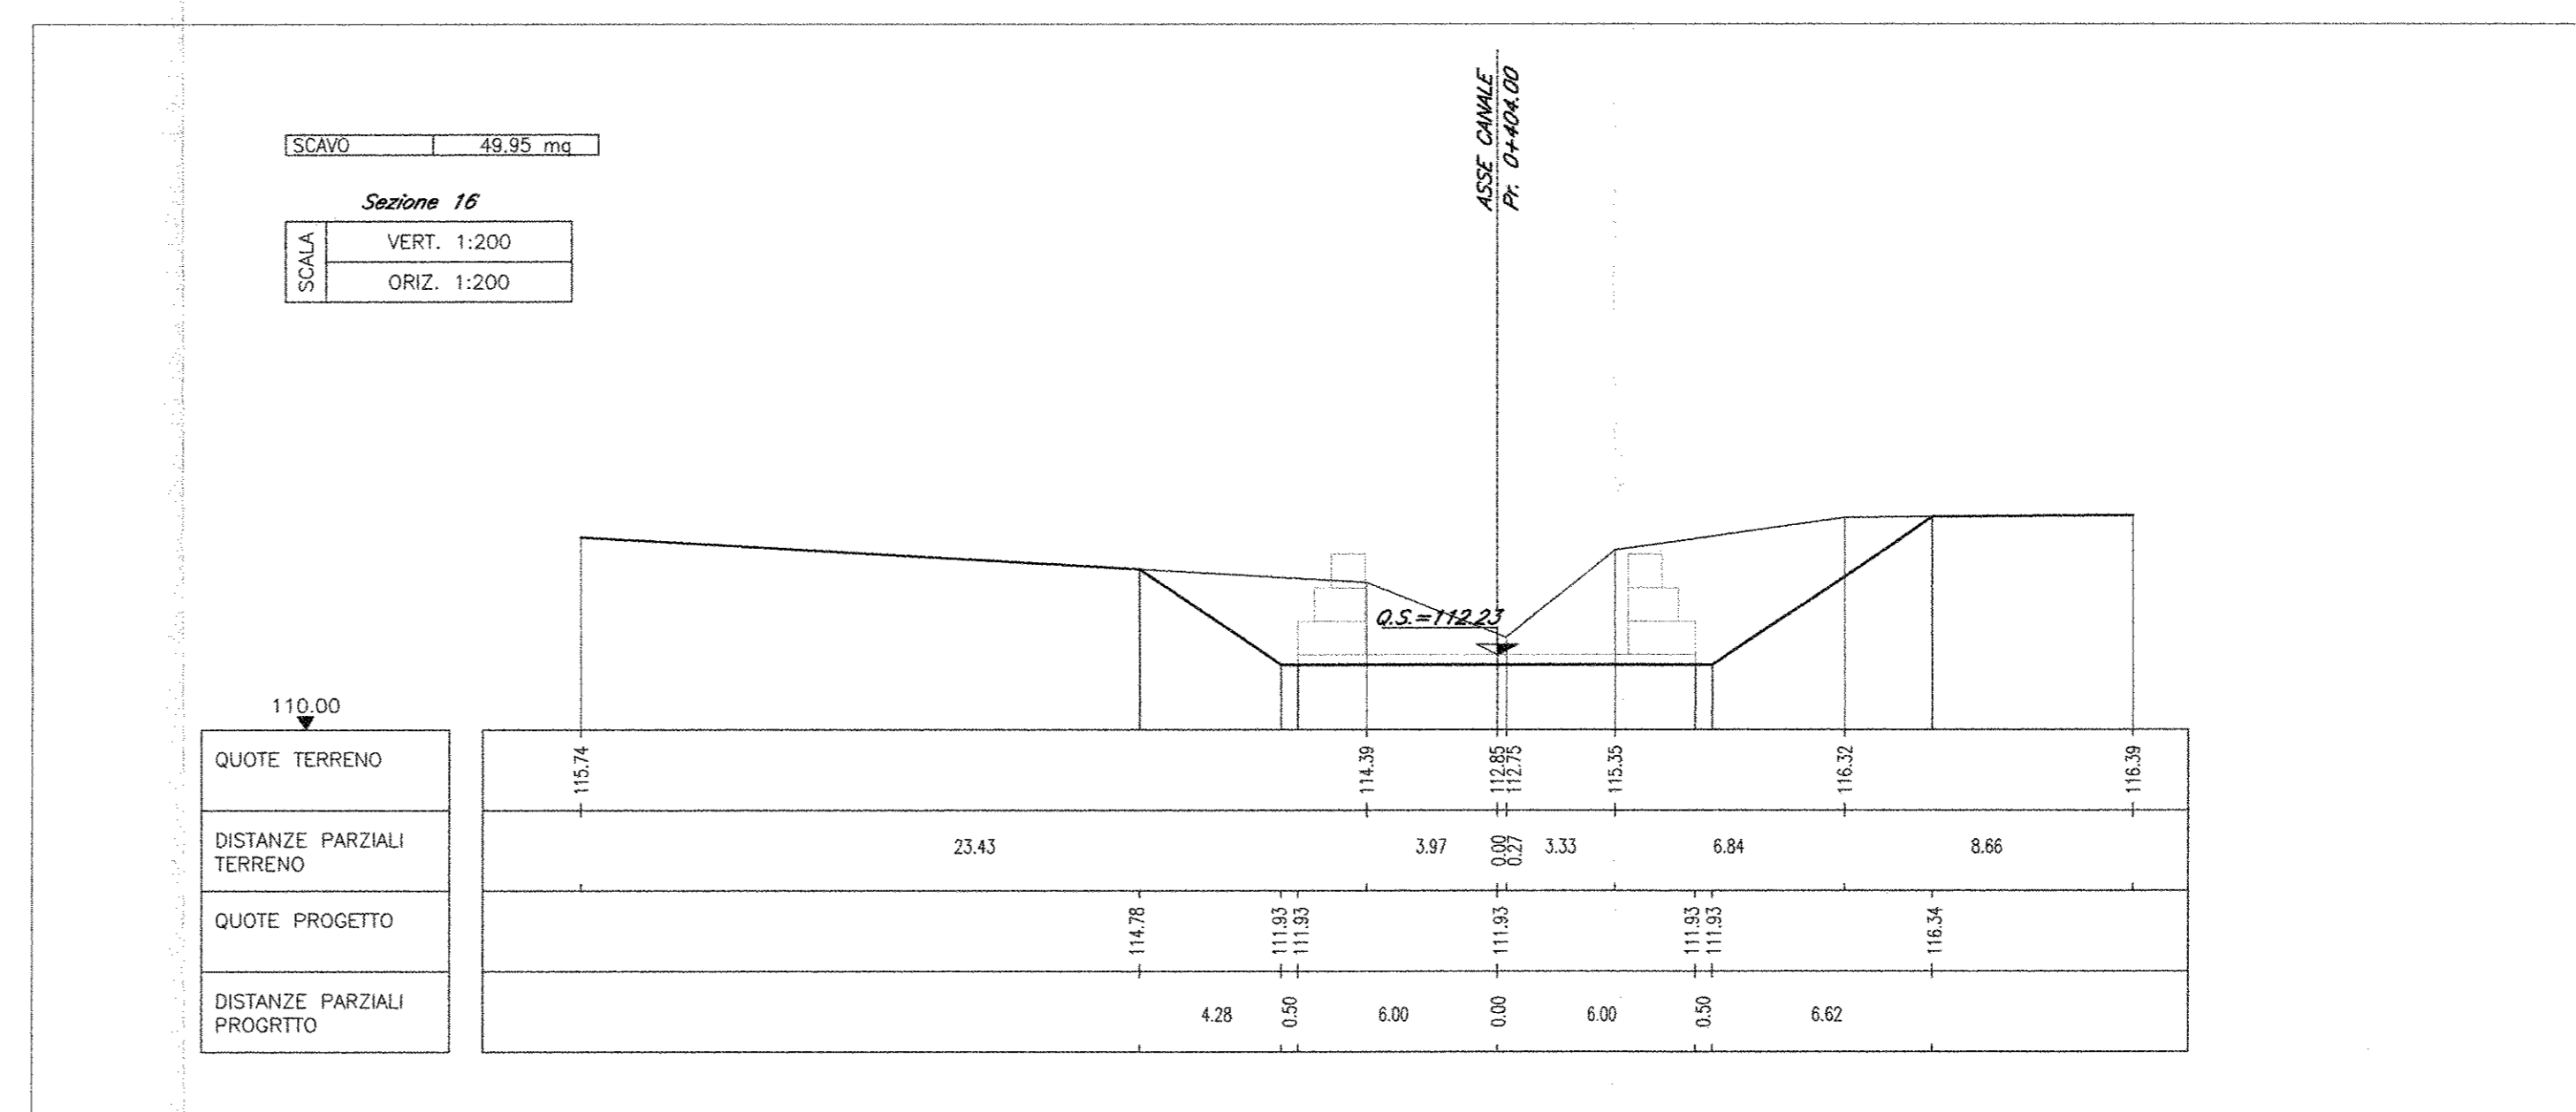 ASSE CANALE
Pr. 0+404.00
SCAVO 49,95 mq
Sezione 16
SCALA
VERT. 1:200
ORIZ. 1:200
Q.S.=112.23
110.00
QUOTE TERRENO 115.74 114.39 112.85 112.75 115.35 116.32 116.39
DISTANZE PARZIALI
TERRENO
23.43 3.97 0.00 0.27 3.33 6.84 8.66
QUOTE PROGETTO 114.78 111.93 111.93 111.93 111.93 111.93 116.34
DISTANZE PARZIALI
PROGRTTO
4.28 0.50 6.00 0.00 6.00 0.50 6.62